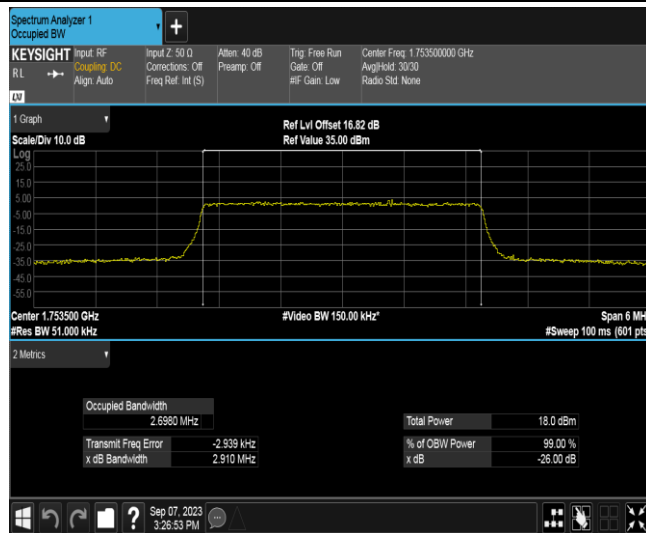 Spectrum Analyzer 1
Occupied BW
+
KEYSIGHT Input: RF Input Z: 50 Ω Atten: 40 dB Trig: Free Run Center Freq: 1.753500000 GHz
RL Coupling: DC Corrections: Off Preamp: Off Gate: Off Avg|Hold: 30/30
Align: Auto Freq Ref: Int (S) #IF Gain: Low Radio Std: None
LXI
1 Graph
Ref Lvl Offset 16.82 dB
Scale/Div 10.0 dB Ref Value 35.00 dBm
Log
25.0
15.0
5.00
-5.00
-15.0
-25.0
-35.0
-45.0
-55.0
Center 1.753500 GHz #Video BW 150.00 kHz* Span 6 MH
#Res BW 51.000 kHz #Sweep 100 ms (601 pts
2 Metrics
Occupied Bandwidth
2.6980 MHz Total Power 18.0 dBm
Transmit Freq Error -2.939 kHz % of OBW Power 99.00 %
x dB Bandwidth 2.910 MHz x dB -26.00 dB
? Sep 07, 2023
3:26:53 PM